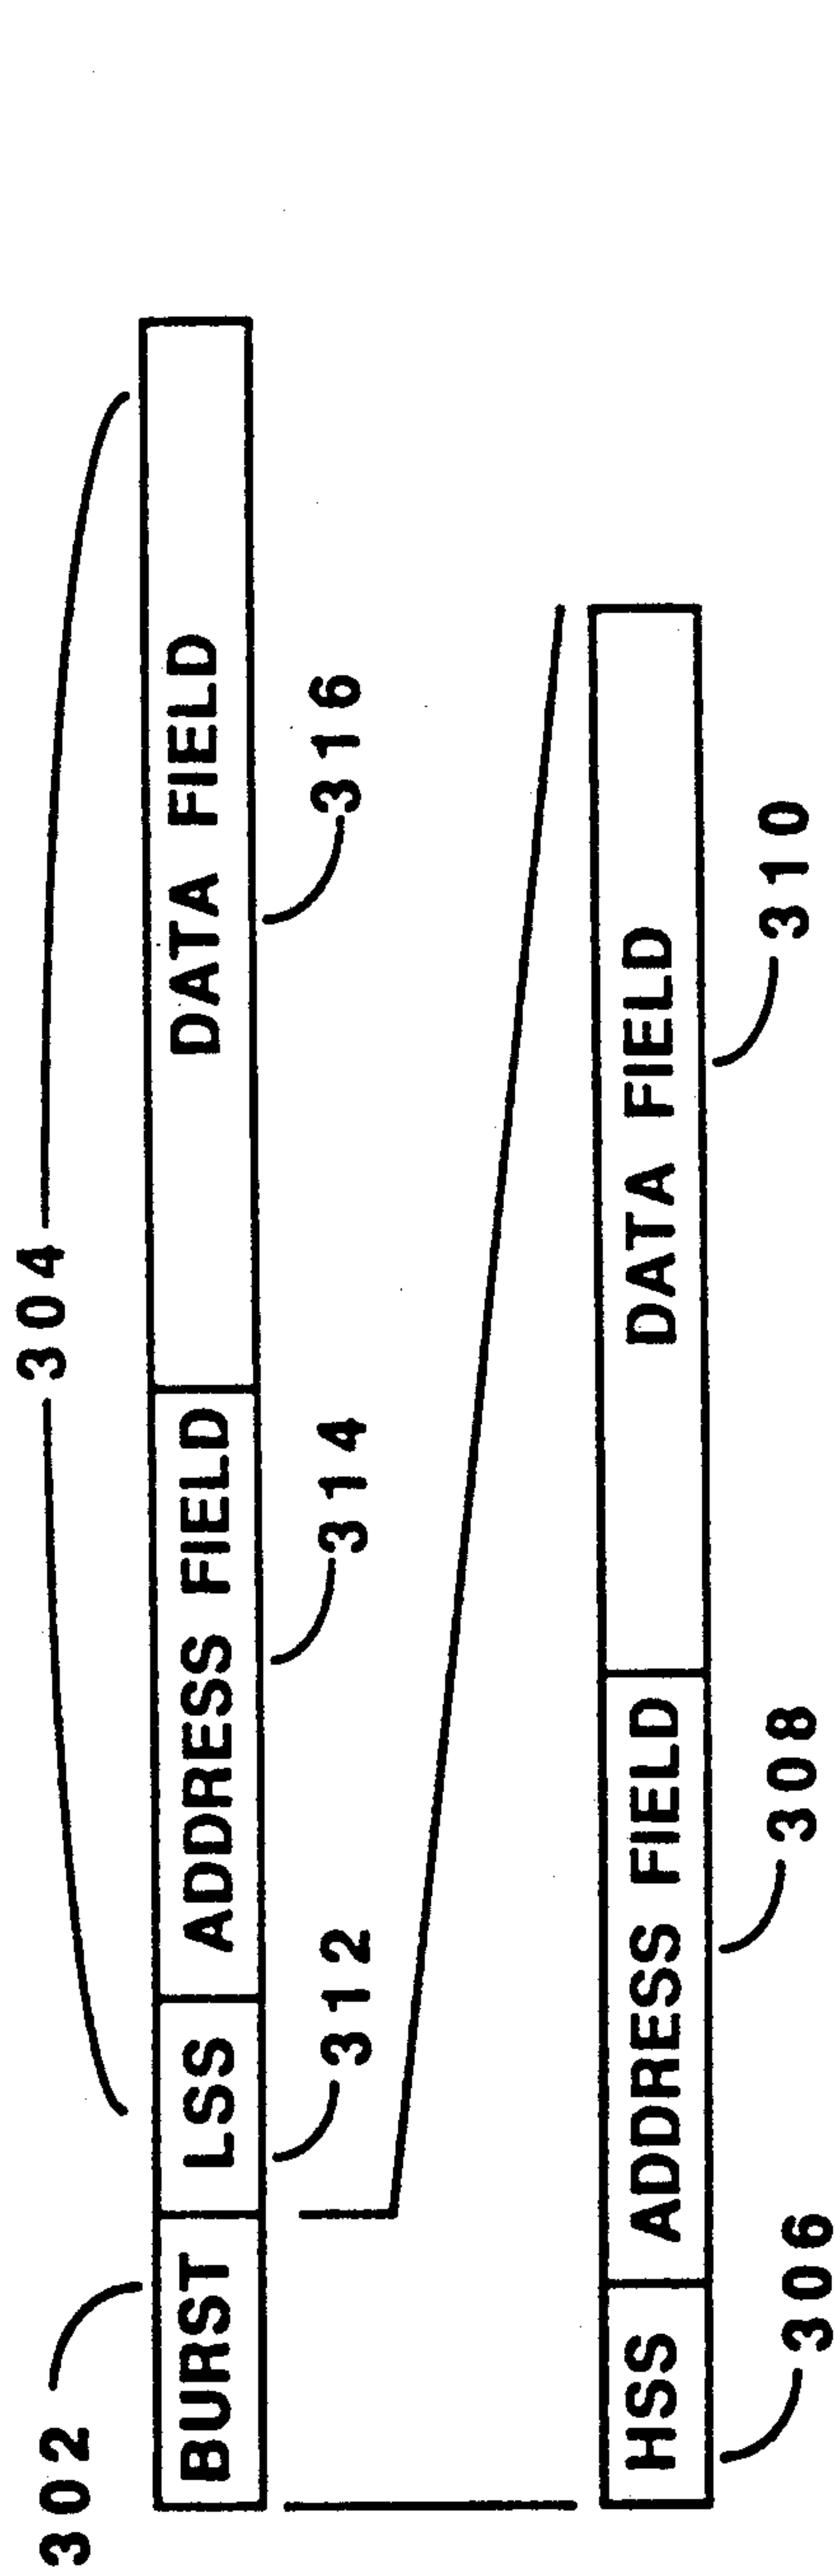 304
302
BURST LSS ADDRESS FIELD DATA FIELD
312 314 316
HSS ADDRESS FIELD DATA FIELD
306 308 310